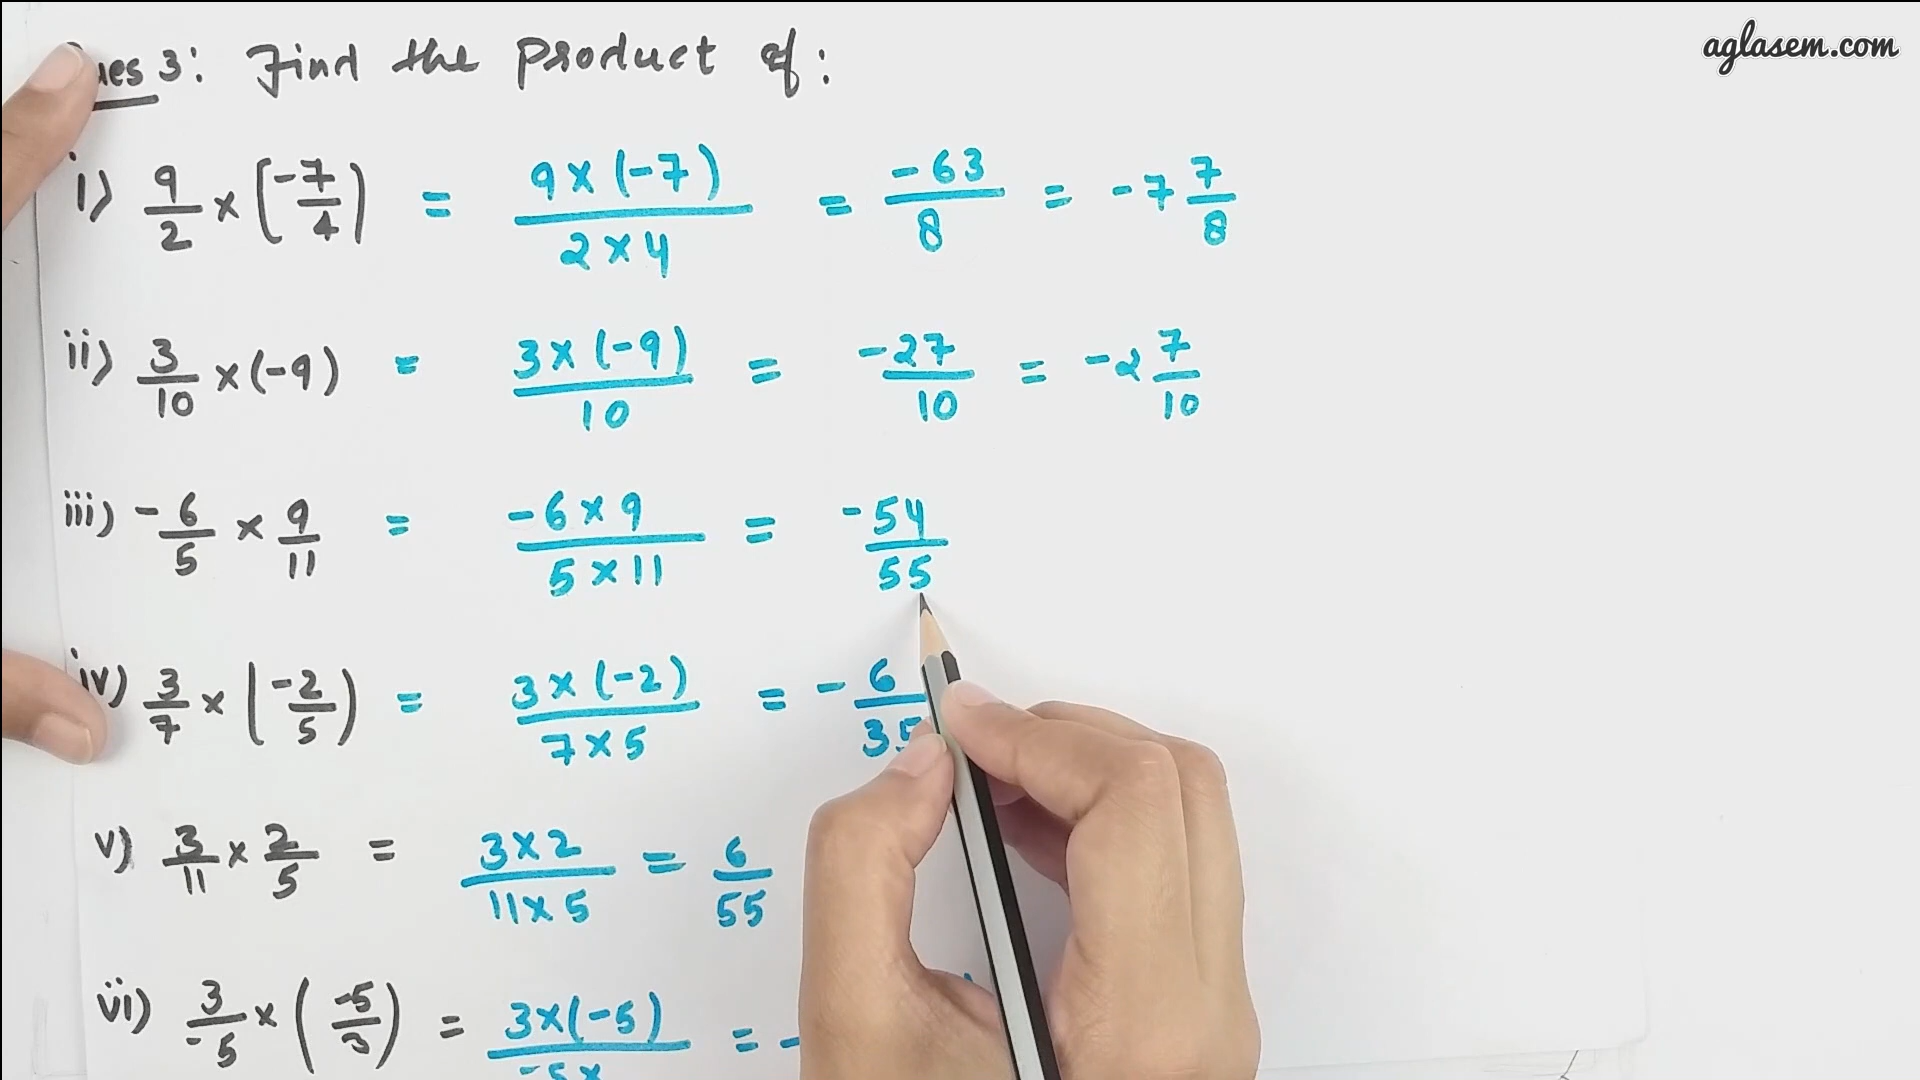 aglasem.com
ues 3: Find the product of:
i) 9/2 × (-7/4) = 9 × (-7)/2 × 4 = -63/8 = -7 7/8
ii) 3/10 × (-9) = 3 × (-9)/10 = -27/10 = -2 7/10
iii) -6/5 × 9/11 = -6 × 9/5 × 11 = -54/55
iv) 3/7 × (-2/5) = 3 × (-2)/7 × 5 = -6/35
v) 3/11 × 2/5 = 3 × 2/11 × 5 = 6/55
vi) 3/-5 × (-5/3) = 3 × (-5)/-5 × = -